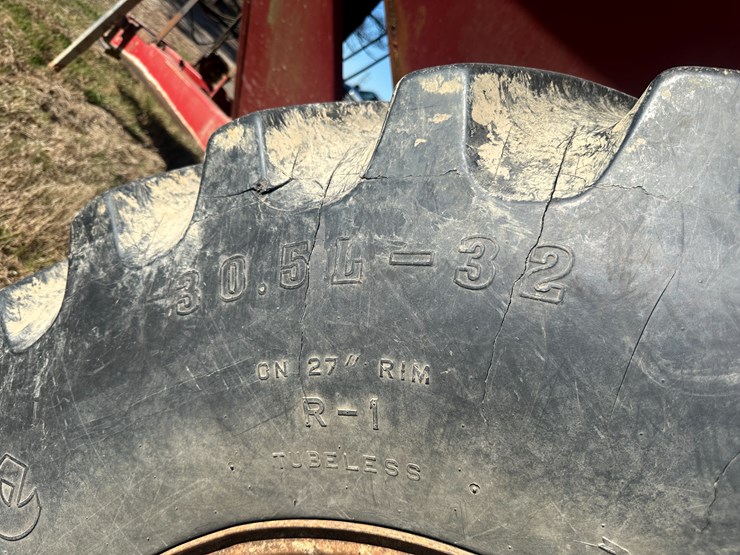 30.5L-32
ON 27" RIM
R-1
TUBELESS